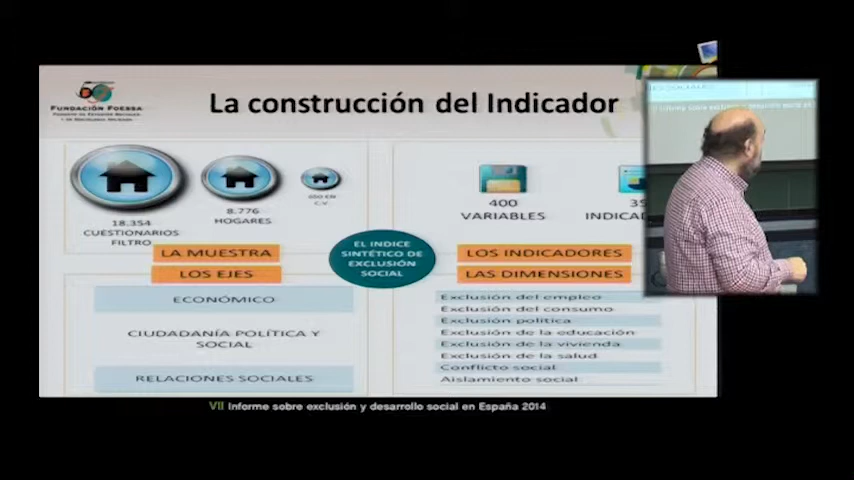 FUNDACIÓN FOESSA
La construcción del Indicador
18.354
CUESTIONARIOS
FILTRO
8.776
HOGARES
C.V.
400
VARIABLES
35
INDICAD
LA MUESTRA
LOS EJES
EL INDICE
SINTÉTICO DE
EXCLUSIÓN
SOCIAL
LOS INDICADORES
LAS DIMENSIONES
ECONÓMICO
CIUDADANÍA POLÍTICA Y
SOCIAL
RELACIONES SOCIALES
Exclusión del empleo
Exclusión del consumo
Exclusión política
Exclusión de la educación
Exclusión de la vivienda
Exclusión de la salud
Conflicto social
Aislamiento social
VII Informe sobre exclusión y desarrollo social en España 2014